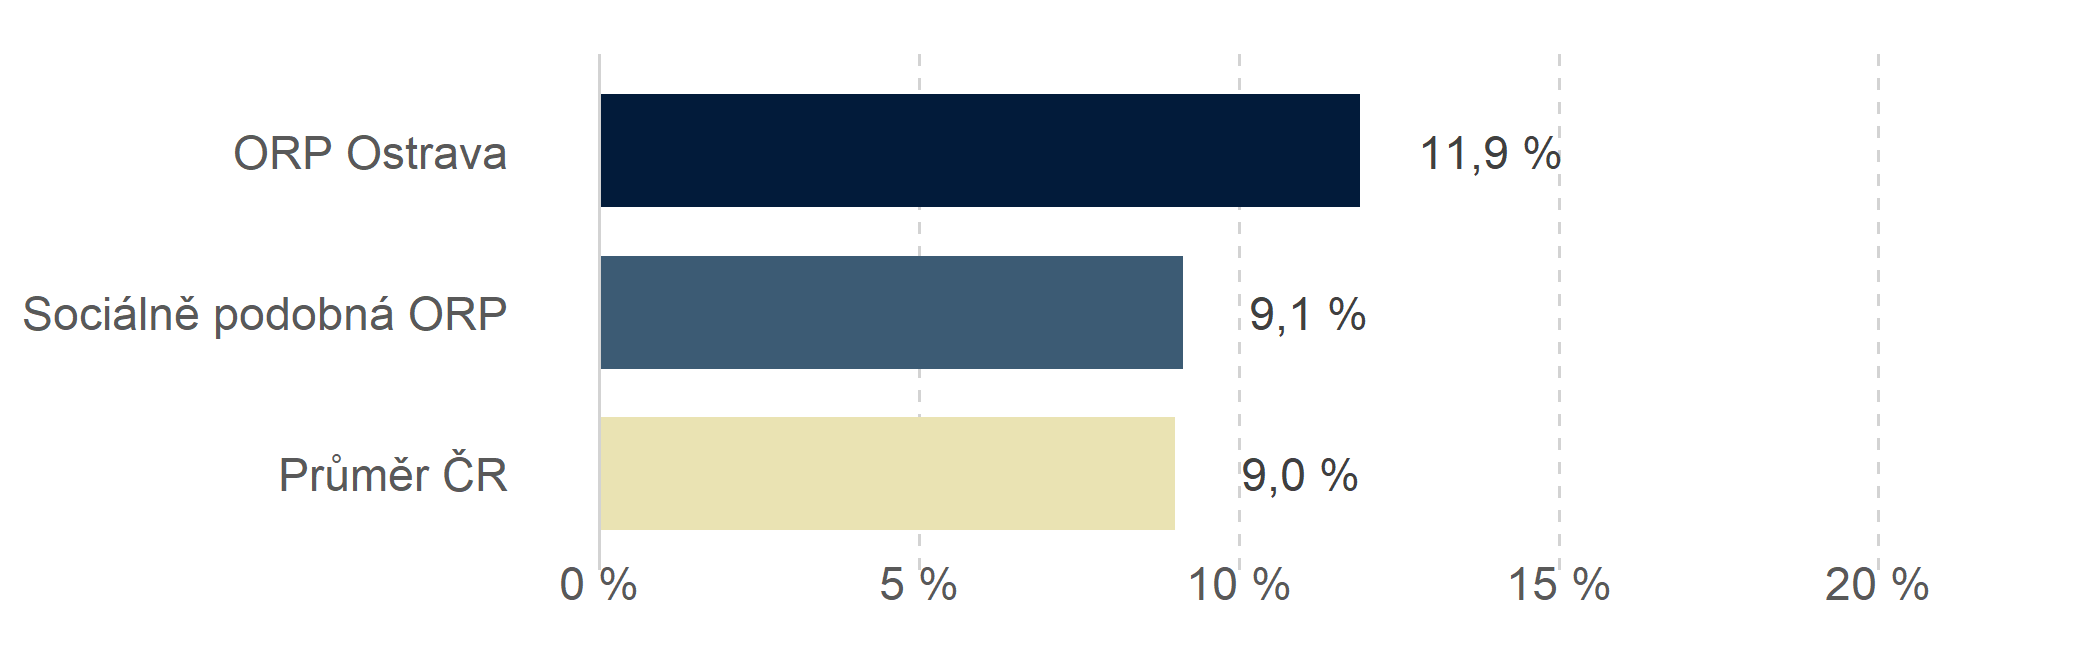 ORP Ostrava 11,9 %
Sociálně podobná ORP 9,1 %
Průměr ČR 9,0 %
0 % 5 % 10 % 15 % 20 %